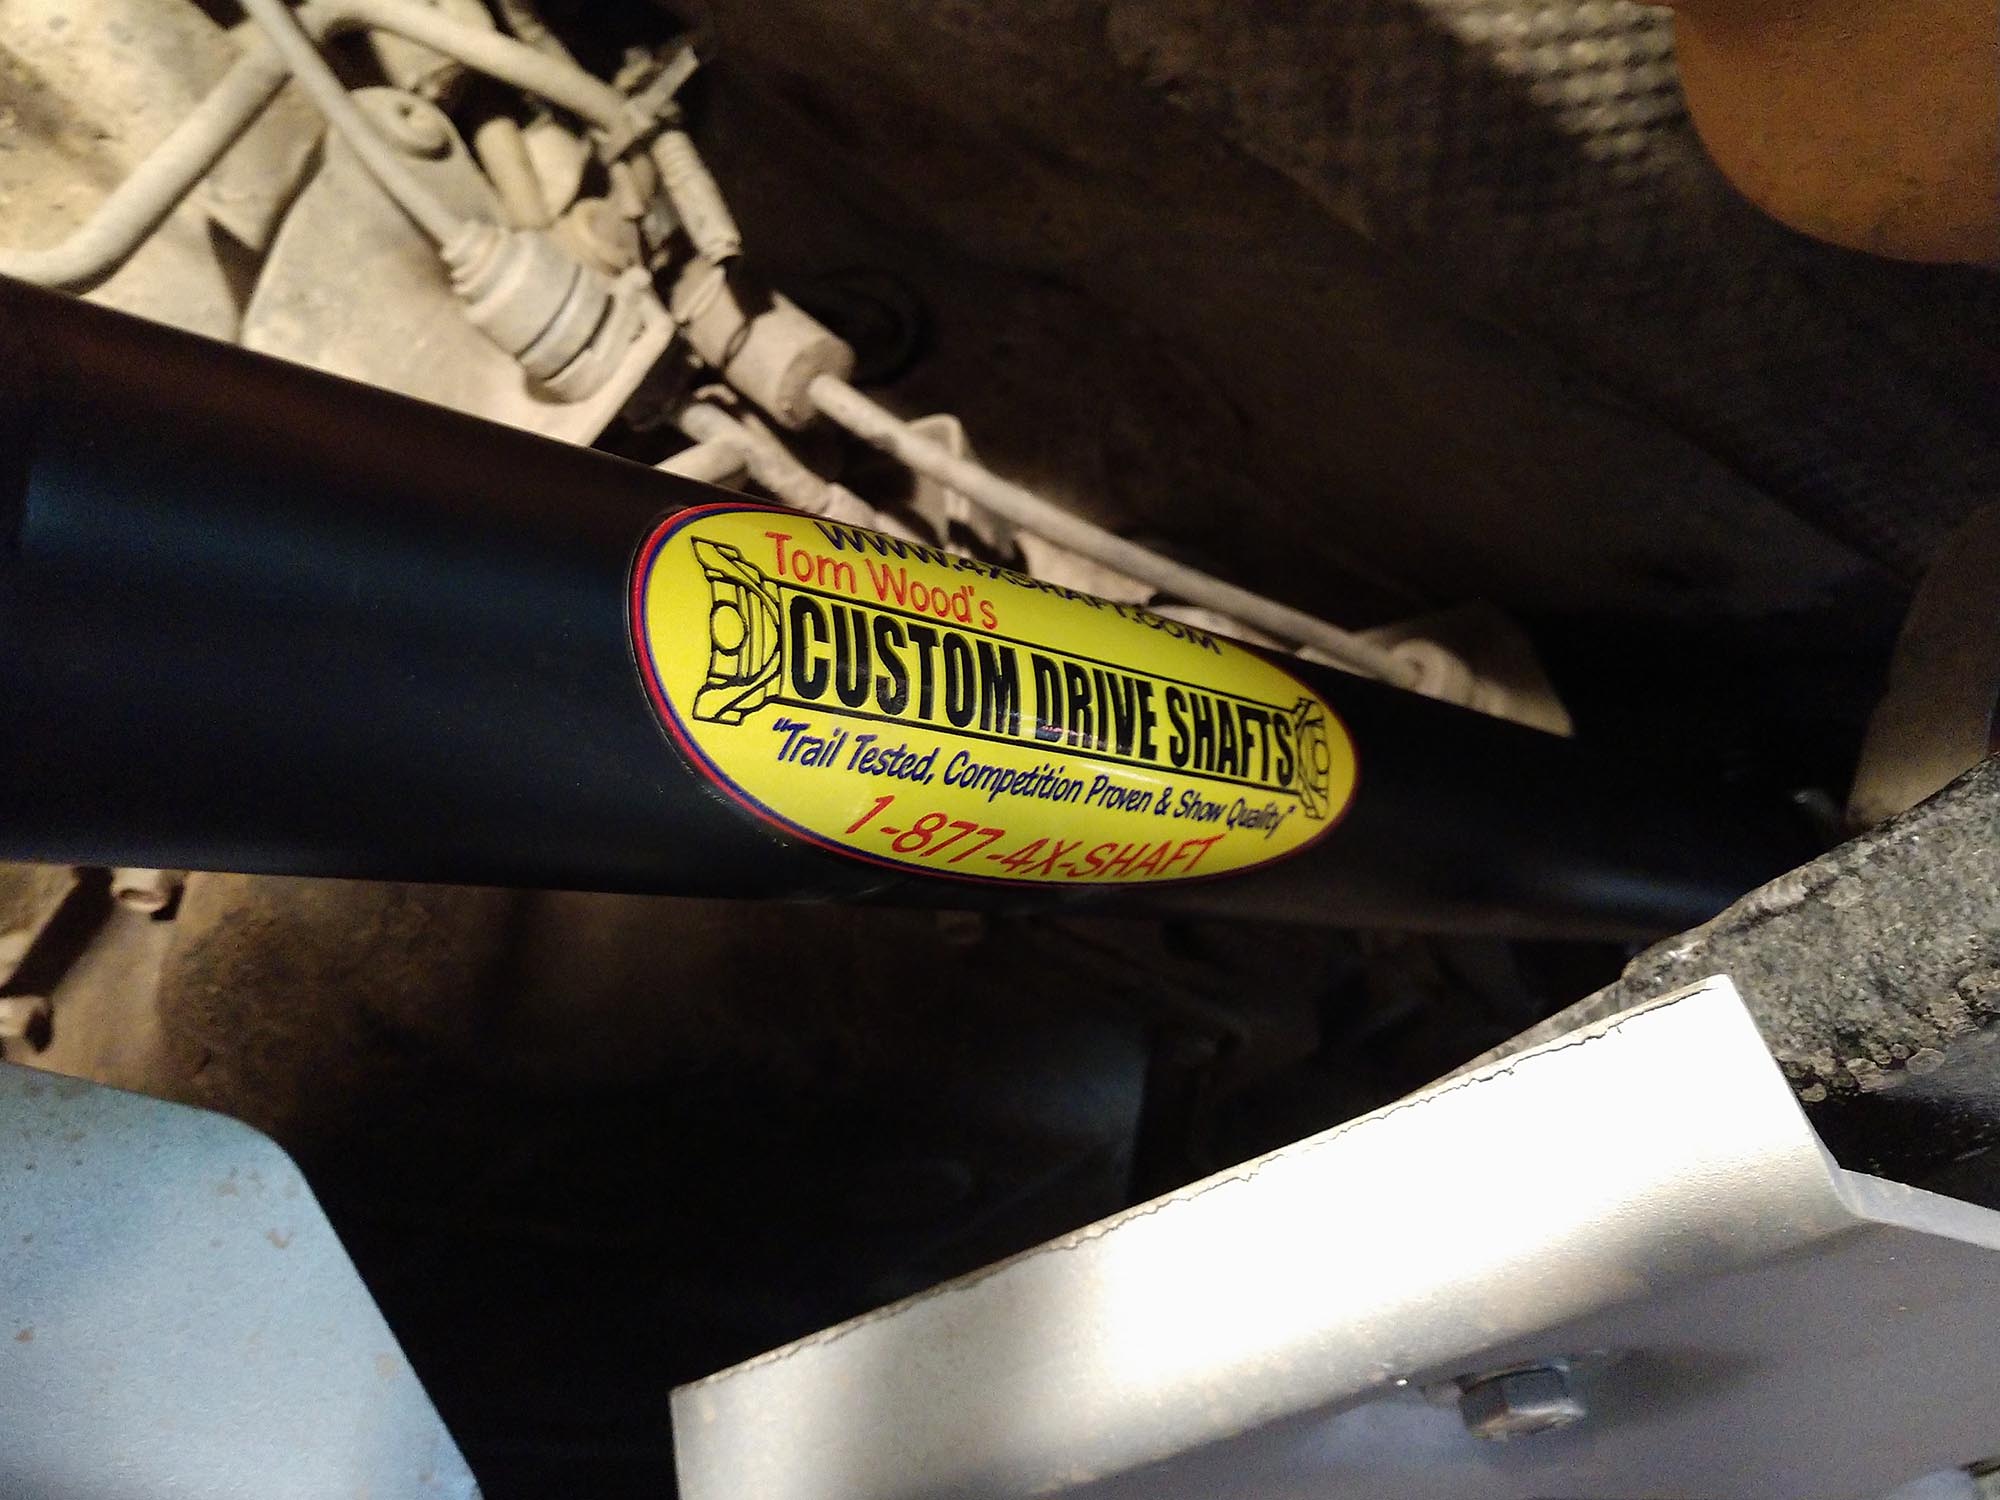 WWW.4XSHAFT.COM
Tom Wood's
CUSTOM DRIVE SHAFTS
"Trail Tested, Competition Proven & Show Quality"
1-877-4X-SHAFT